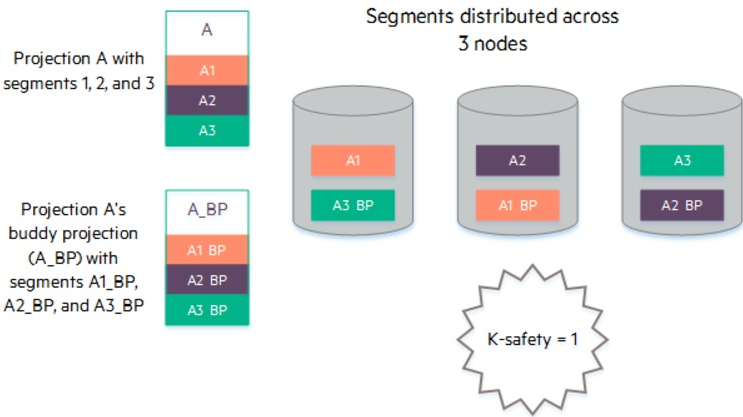 Projection A with
segments 1, 2, and 3
A
A1
A2
A3
Projection A's
buddy projection
(A_BP) with
segments A1_BP,
A2_BP, and A3_BP
A_BP
A1 BP
A2 BP
A3 BP
Segments distributed across
3 nodes
A1
A3 BP
A2
A1 BP
A3
A2 BP
K-safety = 1